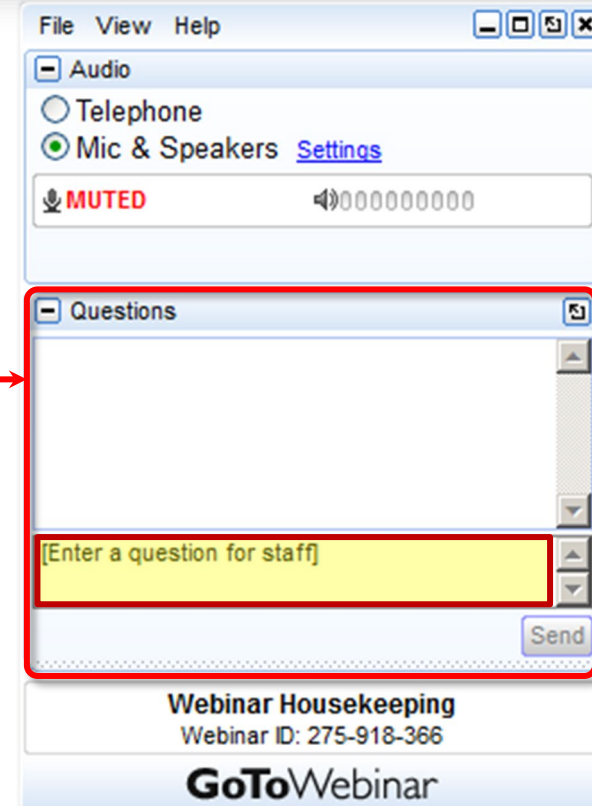 File View Help
Audio
Telephone
Mic & Speakers Settings
MUTED 000000000
Questions
[Enter a question for staff]
Send
Webinar Housekeeping
Webinar ID: 275-918-366
GoToWebinar